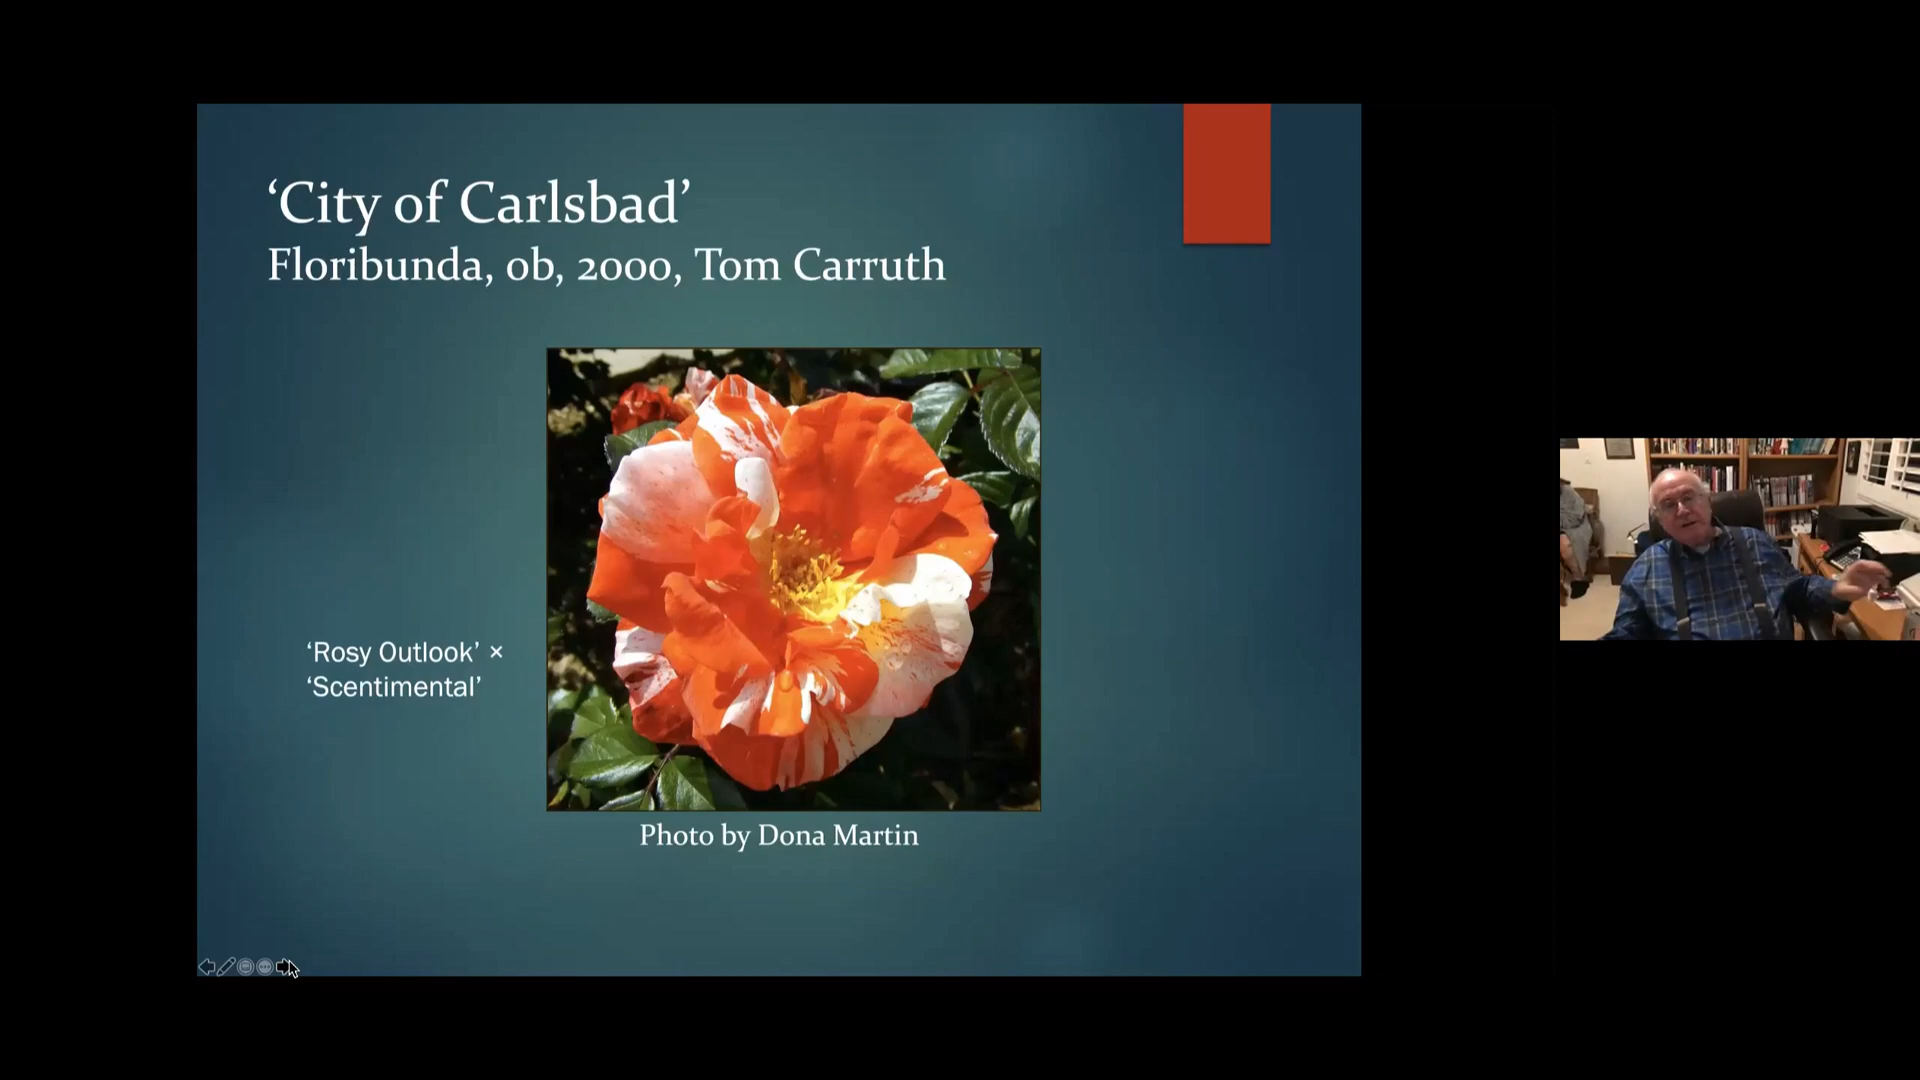 ‘City of Carlsbad’
Floribunda, ob, 2000, Tom Carruth
‘Rosy Outlook’ ×
‘Scentimental’
Photo by Dona Martin